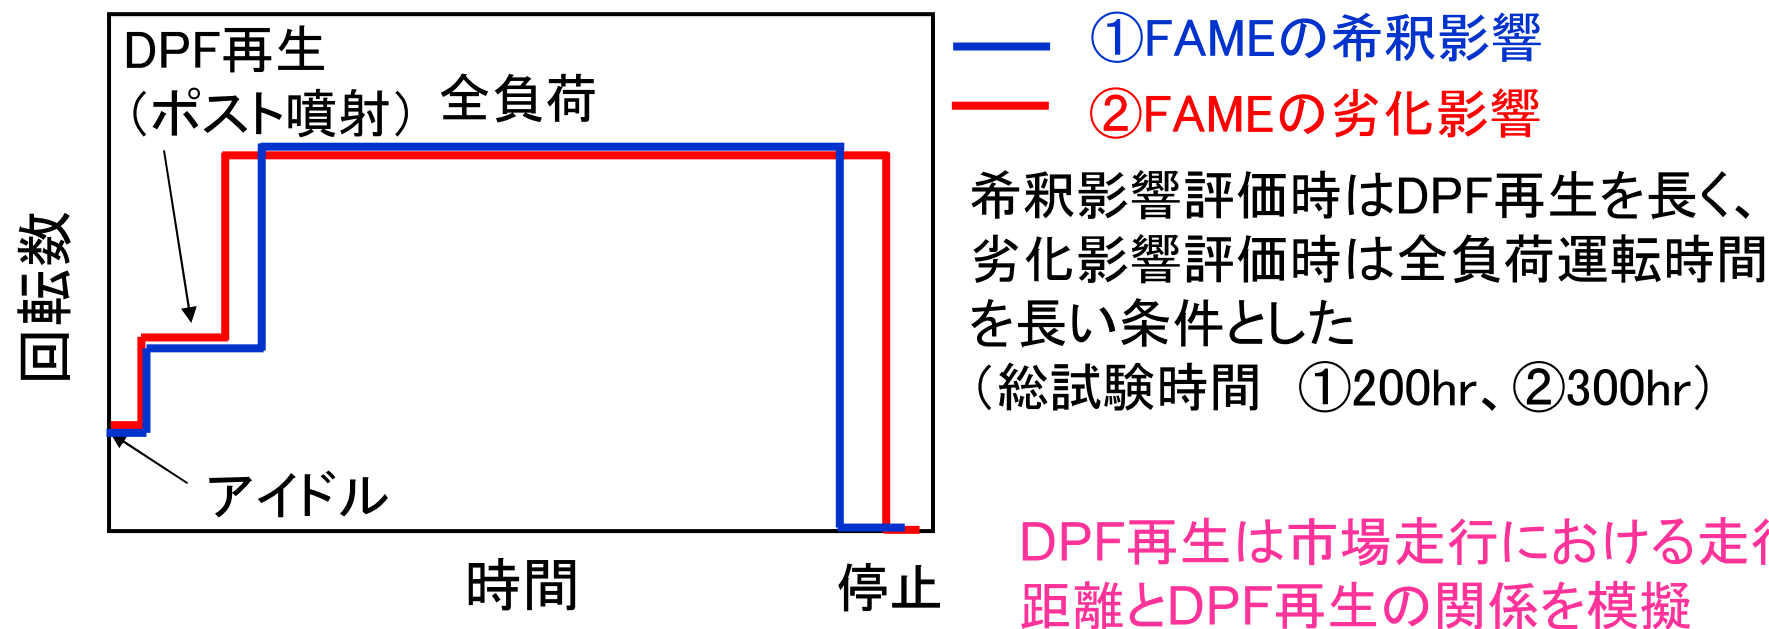 DPF再生
（ポスト噴射）
全負荷
回転数
アイドル
時間
停止
①FAMEの希釈影響
②FAMEの劣化影響
希釈影響評価時はDPF再生を長く、
劣化影響評価時は全負荷運転時間
を長い条件とした
（総試験時間　①200hr、②300hr）
DPF再生は市場走行における走行
距離とDPF再生の関係を模擬